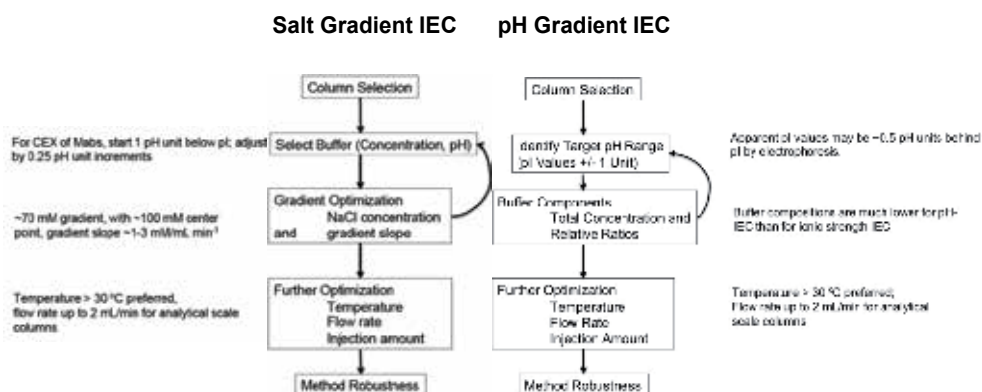 Salt Gradient IEC
pH Gradient IEC
Column Selection
For CEX of Mabs, start 1 pH unit below pI; adjust
by 0.25 pH unit increments
Select Buffer (Concentration, pH)
Gradient Optimization
NaCl concentration
and gradient slope
~70 mM gradient, with ~100 mM center
point, gradient slope ~1-3 mM/mL min⁻¹
Further Optimization
Temperature
Flow rate
Injection amount
Temperature > 30 ºC preferred,
flow rate up to 2 mL/min for analytical scale
columns
Method Robustness
Column Selection
Identify Target pH Range
(pI Values +/- 1 Unit)
Apparent pI values may be ~0.5 pH units behind
pI by electrophoresis.
Buffer Components
Total Concentration and
Relative Ratios
Buffer compositions are much lower for pH-
IEC than for ionic strength IEC
Further Optimization
Temperature
Flow Rate
Injection Amount
Temperature > 30 ºC preferred;
Flow rate up to 2 mL/min for analytical
scale columns
Method Robustness